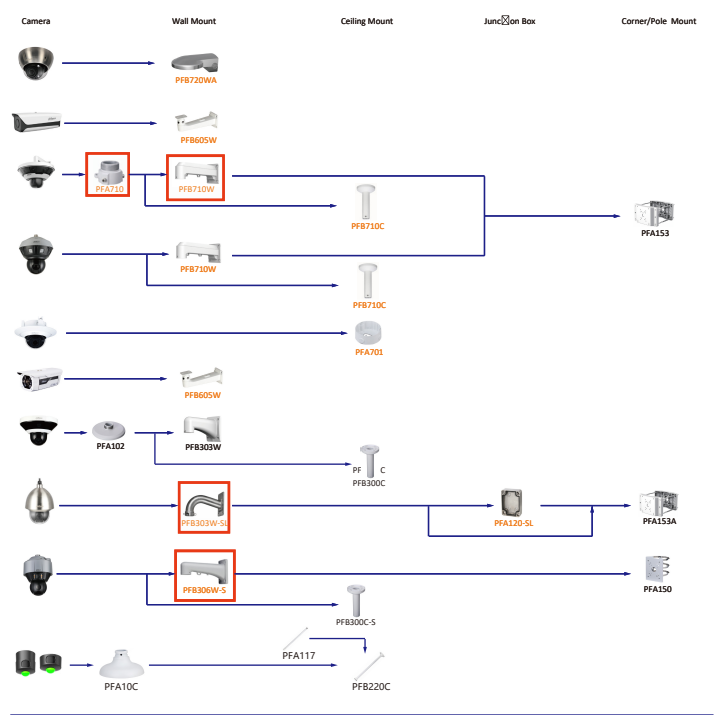 Camera Wall Mount Ceiling Mount Junc☒on Box Corner/Pole Mount
PFB720WA
PFB605W
PFA710 PFB710W
PFB710C
PFA153
PFB710W
PFB710C
PFA701
PFB605W
PFA102 PFB303W
PF C
PFB300C
PFB303W-SL PFA120-SL PFA153A
PFB306W-S PFA150
PFB300C-S
PFA117
PFA10C PFB220C